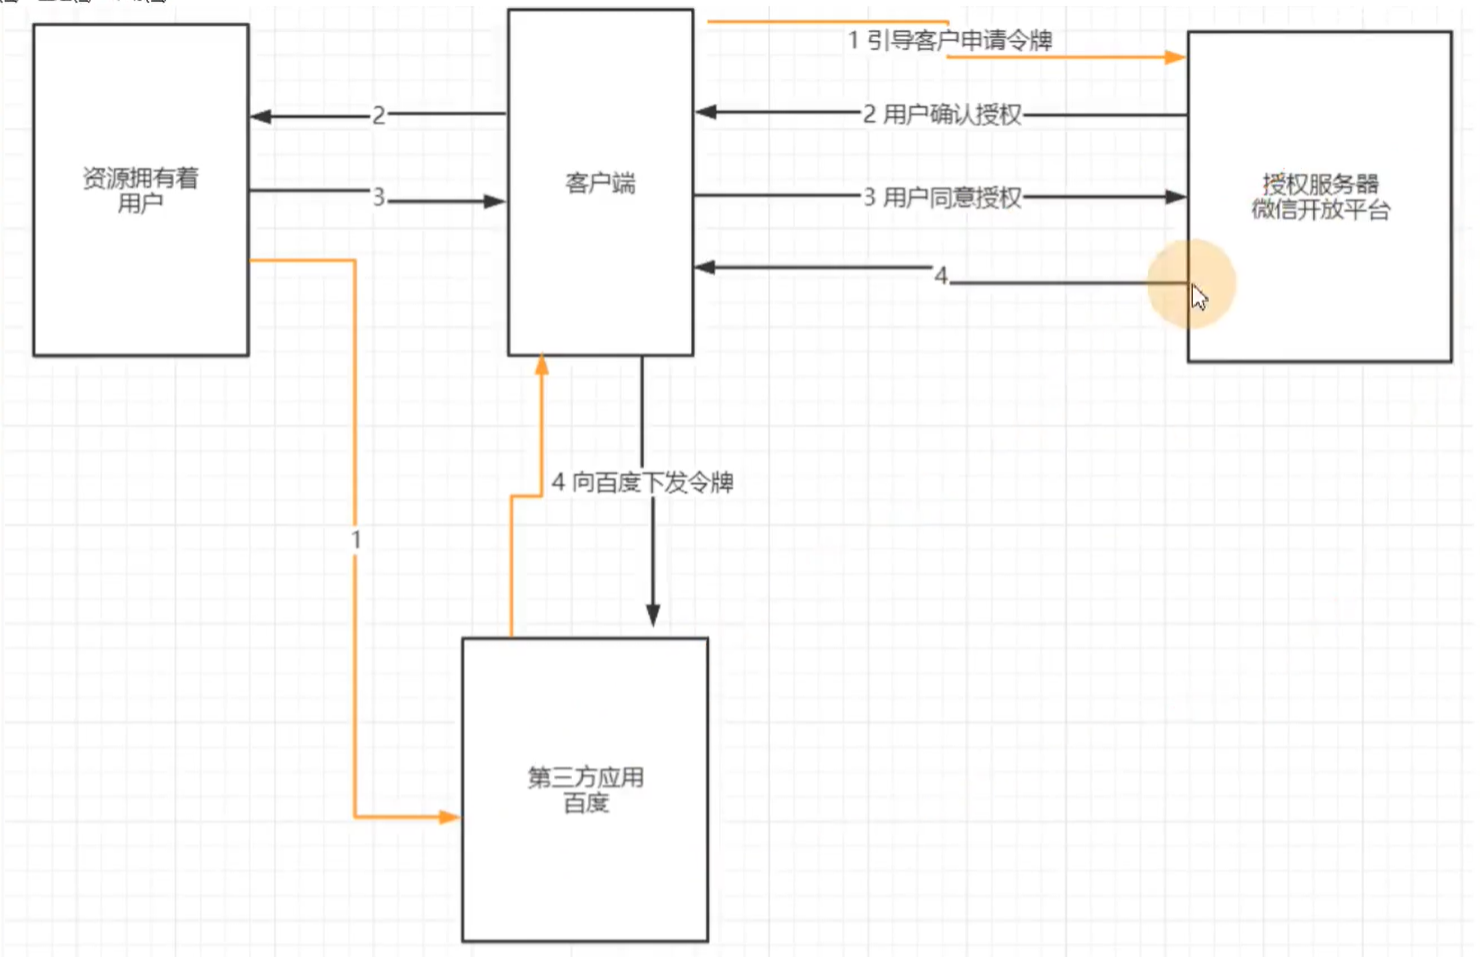 1 引导客户申请令牌
2
2 用户确认授权
资源拥有着
用户
客户端
3
3 用户同意授权
授权服务器
微信开放平台
4
4 向百度下发令牌
1
第三方应用
百度